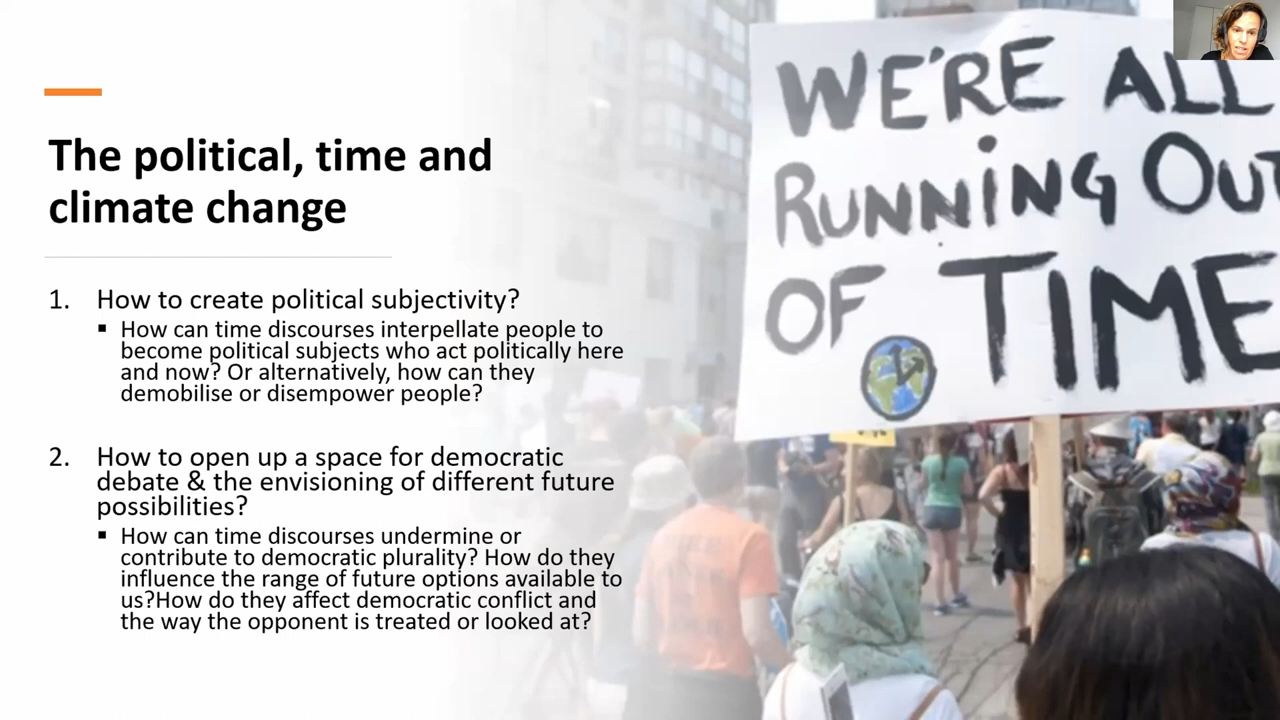 The political, time and
climate change
1. How to create political subjectivity?
▪ How can time discourses interpellate people to
become political subjects who act politically here
and now? Or alternatively, how can they
demobilise or disempower people?
2. How to open up a space for democratic
debate & the envisioning of different future
possibilities?
▪ How can time discourses undermine or
contribute to democratic plurality? How do they
influence the range of future options available to
us?How do they affect democratic conflict and
the way the opponent is treated or looked at?
WE'RE ALL
RUNNING OUT
OF TIME